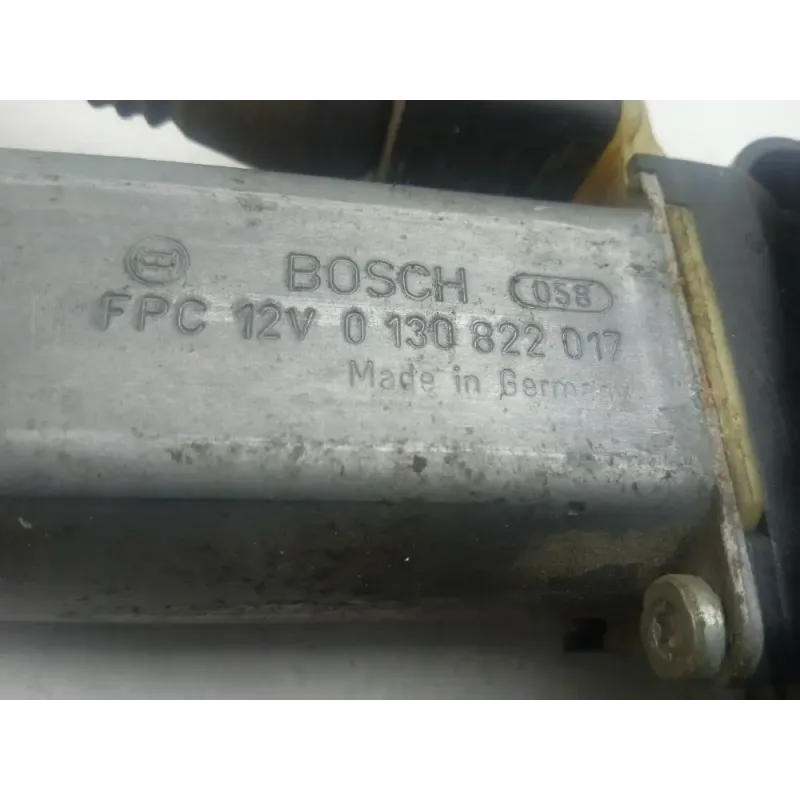 BOSCH 058
FPC 12V 0 130 822 017
Made in Germany